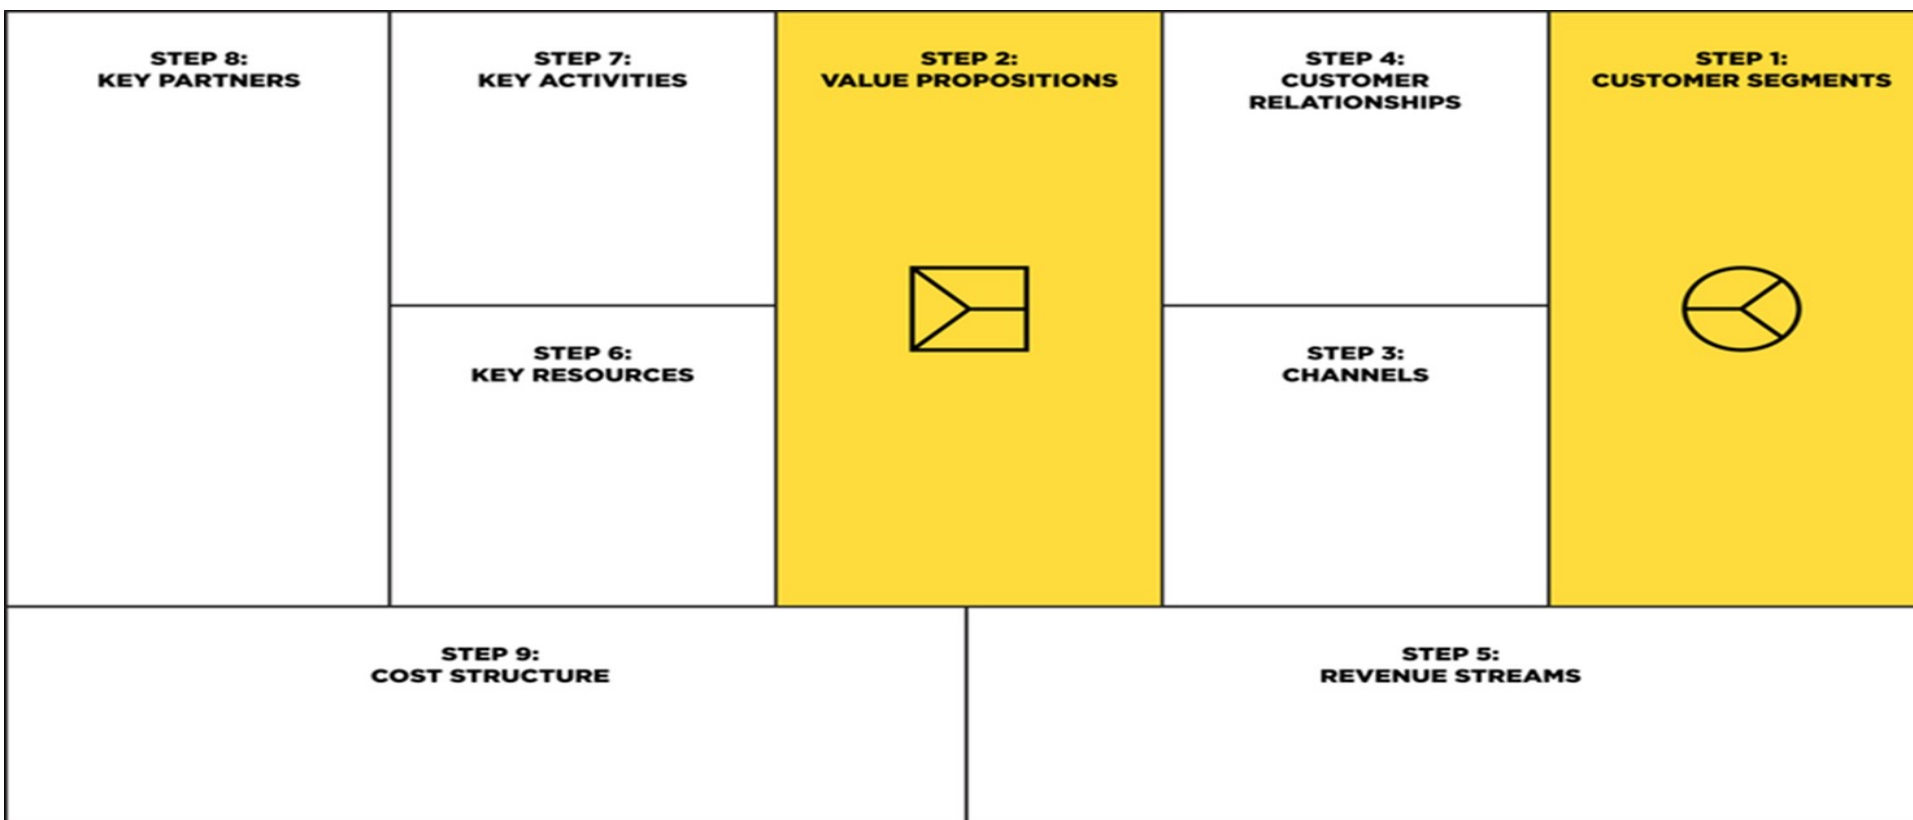 STEP 8:
KEY PARTNERS
STEP 7:
KEY ACTIVITIES
STEP 2:
VALUE PROPOSITIONS
STEP 4:
CUSTOMER
RELATIONSHIPS
STEP 1:
CUSTOMER SEGMENTS
STEP 6:
KEY RESOURCES
STEP 3:
CHANNELS
STEP 9:
COST STRUCTURE
STEP 5:
REVENUE STREAMS